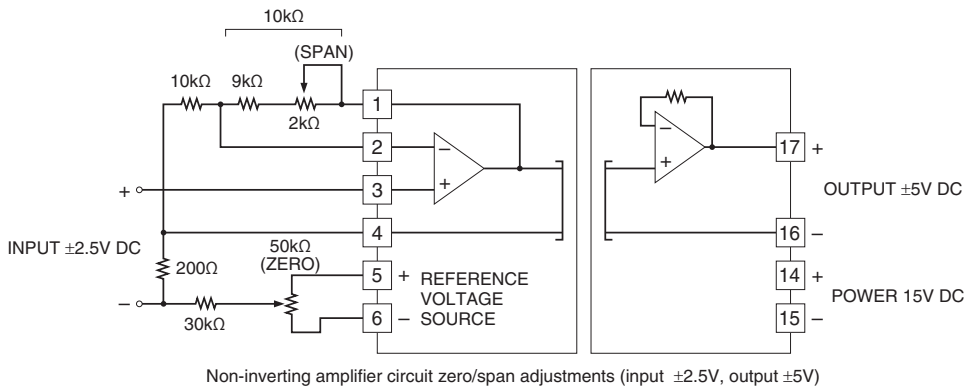 10kΩ
(SPAN)
10kΩ 9kΩ
2kΩ
1
2
3
4
5
6
−
+
+
INPUT ±2.5V DC
−
200Ω
30kΩ
50kΩ
(ZERO)
+ REFERENCE
VOLTAGE
− SOURCE
−
+
17 +
OUTPUT ±5V DC
16 −
14 +
POWER 15V DC
15 −
Non-inverting amplifier circuit zero/span adjustments (input ±2.5V, output ±5V)